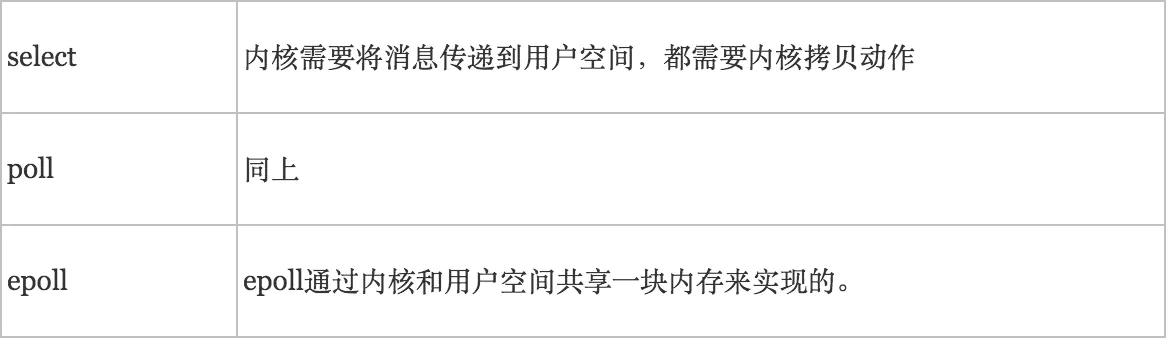 select
内核需要将消息传递到用户空间，都需要内核拷贝动作
poll
同上
epoll
epoll通过内核和用户空间共享一块内存来实现的。